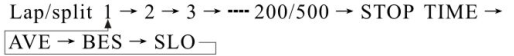 Lap/split 1 → 2 → 3 → ---- 200/500 → STOP TIME →
AVE → BES → SLO